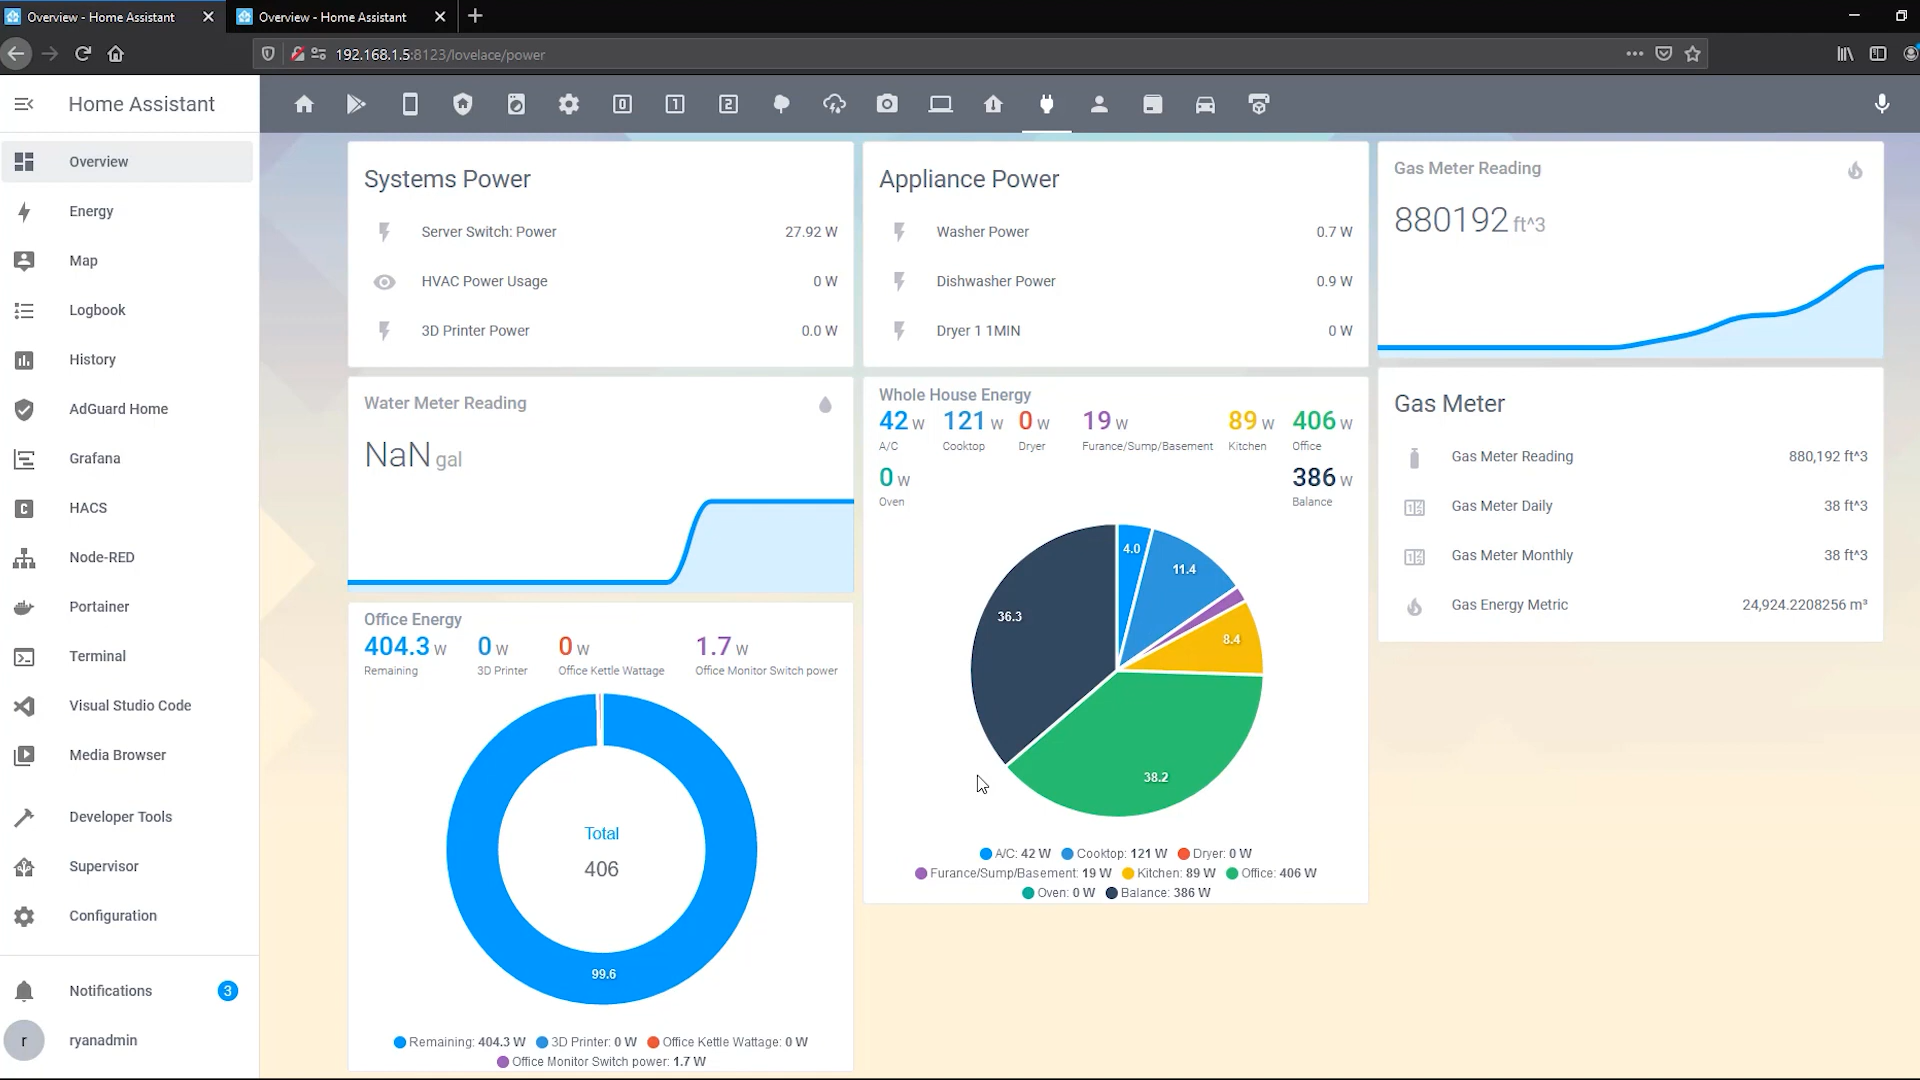 Overview - Home Assistant
Overview - Home Assistant
192.168.1.5:8123/lovelace/power
Home Assistant
0
1
2
Overview
Energy
Map
Logbook
History
AdGuard Home
Grafana
HACS
Node-RED
Portainer
Terminal
Visual Studio Code
Media Browser
Developer Tools
Supervisor
Configuration
Notifications 3
r ryanadmin
Systems Power
Server Switch: Power 27.92 W
HVAC Power Usage 0 W
3D Printer Power 0.0 W
Water Meter Reading
NaN gal
Office Energy
404.3 W 0 W 0 W 1.7 W
Remaining 3D Printer Office Kettle Wattage Office Monitor Switch power
Total
406
99.6
Remaining: 404.3 W 3D Printer: 0 W Office Kettle Wattage: 0 W
Office Monitor Switch power: 1.7 W
Appliance Power
Washer Power 0.7 W
Dishwasher Power 0.9 W
Dryer 1 1MIN 0 W
Whole House Energy
42 W 121 W 0 W 19 W 89 W 406 W
A/C Cooktop Dryer Furance/Sump/Basement Kitchen Office
0 W 386 W
Oven Balance
4.0
11.4
36.3
8.4
38.2
A/C: 42 W Cooktop: 121 W Dryer: 0 W
Furance/Sump/Basement: 19 W Kitchen: 89 W Office: 406 W
Oven: 0 W Balance: 386 W
Gas Meter Reading
880192 ft^3
Gas Meter
Gas Meter Reading 880,192 ft^3
Gas Meter Daily 38 ft^3
Gas Meter Monthly 38 ft^3
Gas Energy Metric 24,924.2208256 m³